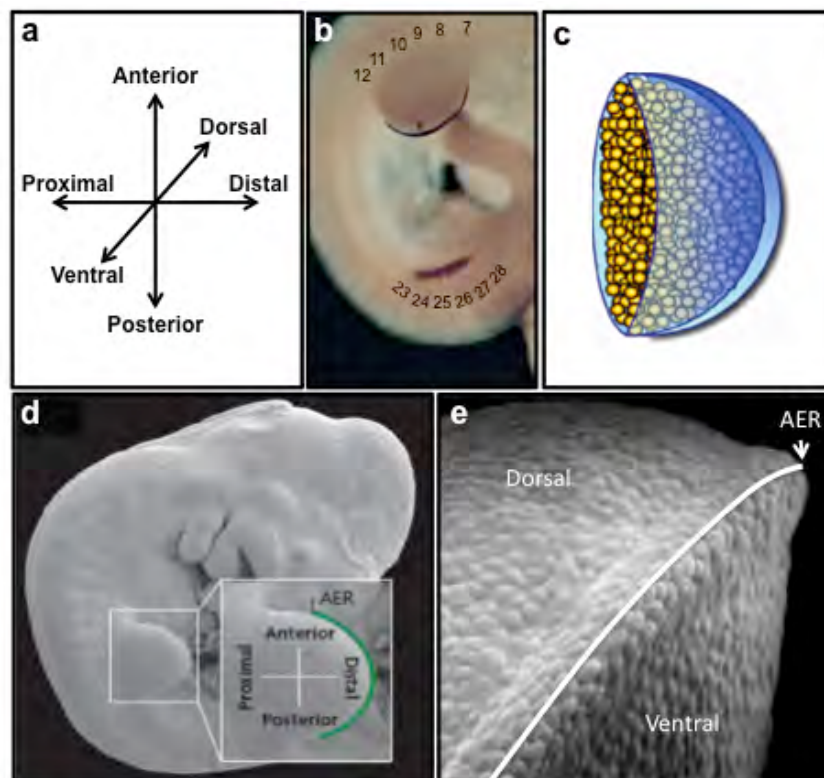 a
Anterior
Dorsal
Proximal
Distal
Ventral
Posterior
b
7
8
9
10
11
12
23
24
25
26
27
28
c
d
AER
Anterior
Proximal
Distal
Posterior
e
AER
Dorsal
Ventral